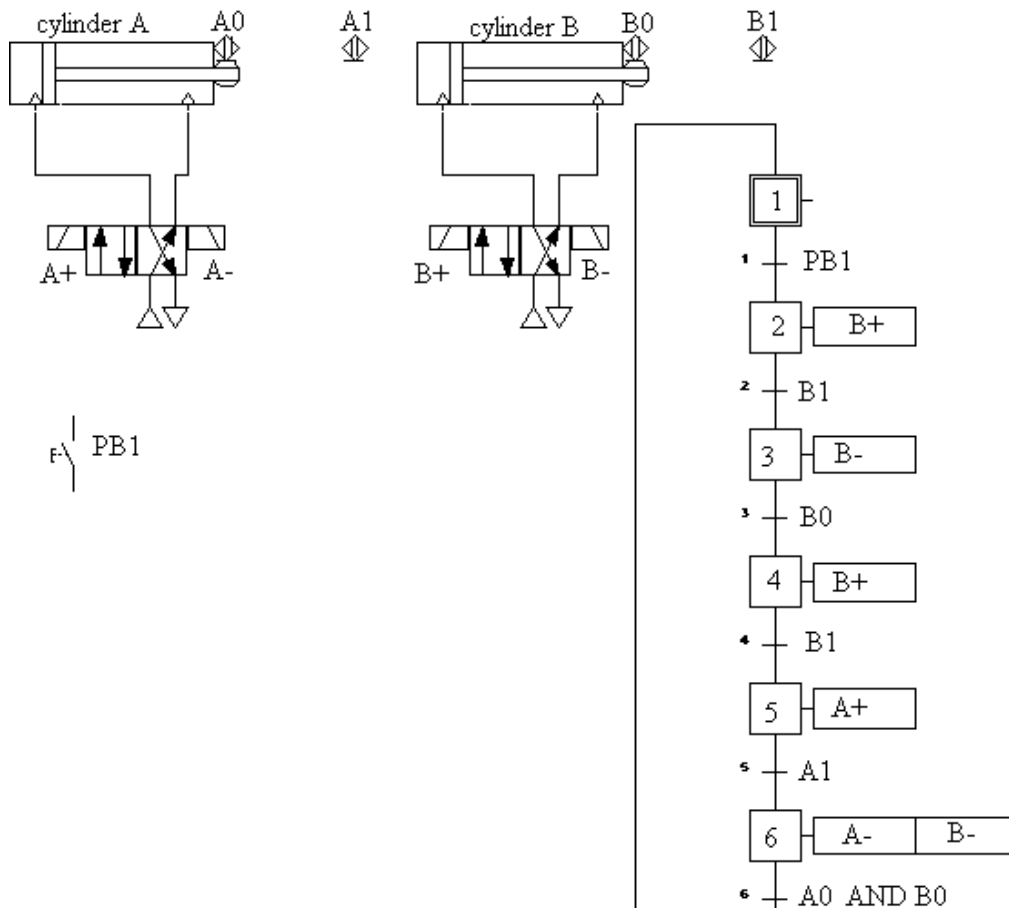 cylinder A A0 A1 cylinder B B0 B1
1
1 PB1
A+ A- B+ B-
2 B+
2 B1
PB1
3 B-
3 B0
4 B+
4 B1
5 A+
5 A1
6 A- B-
6 A0 AND B0